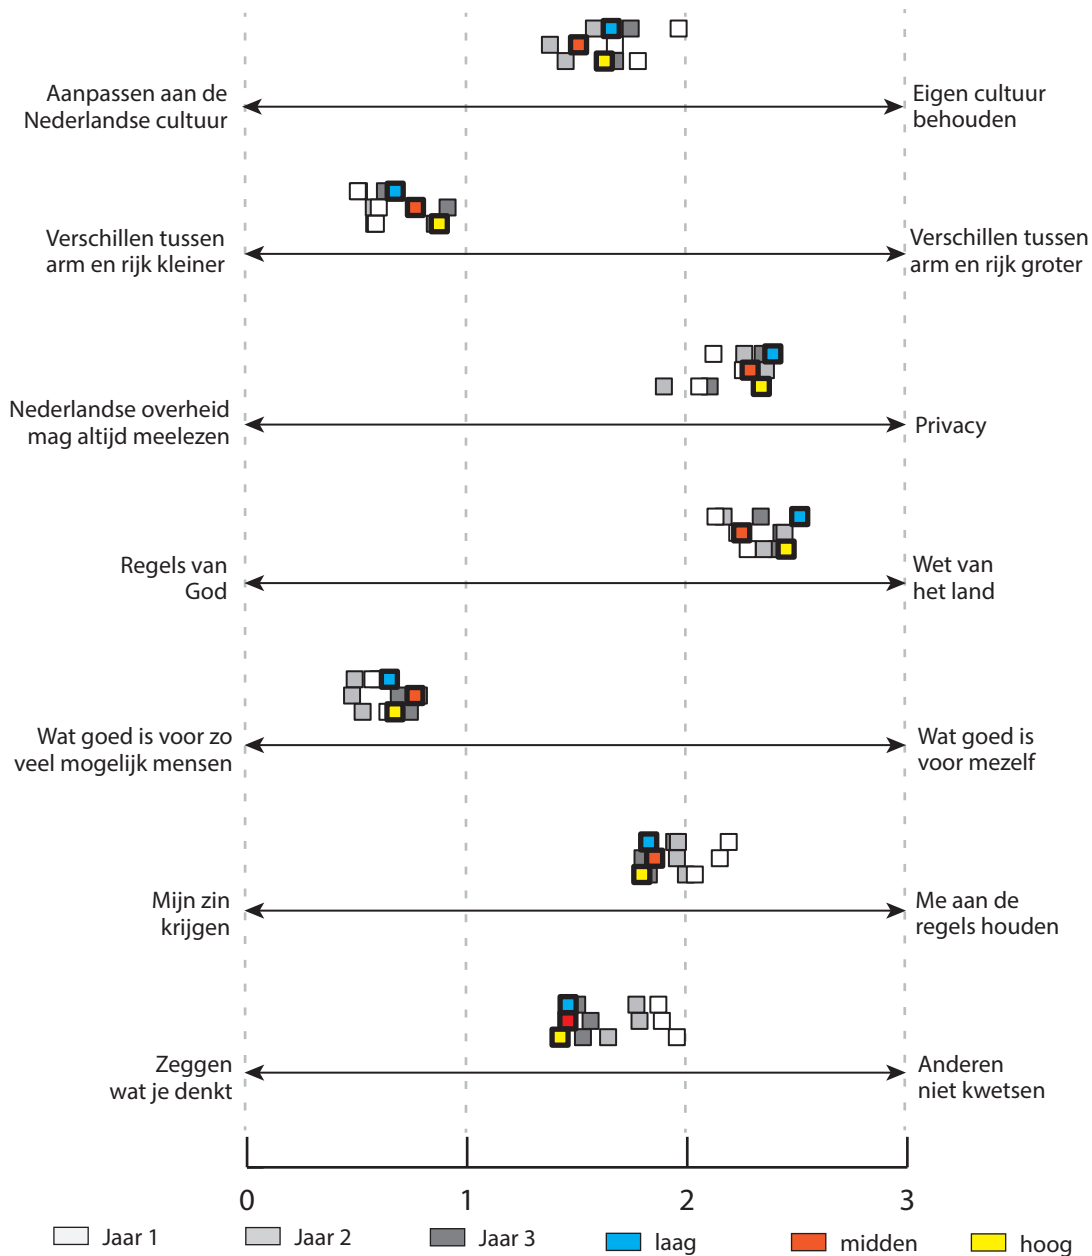 Aanpassen aan de
Nederlandse cultuur
Eigen cultuur
behouden
Verschillen tussen
arm en rijk kleiner
Verschillen tussen
arm en rijk groter
Nederlandse overheid
mag altijd meelezen
Privacy
Regels van
God
Wet van
het land
Wat goed is voor zo
veel mogelijk mensen
Wat goed is
voor mezelf
Mijn zin
krijgen
Me aan de
regels houden
Zeggen
wat je denkt
Anderen
niet kwetsen
0 1 2 3
Jaar 1 Jaar 2 Jaar 3 laag midden hoog